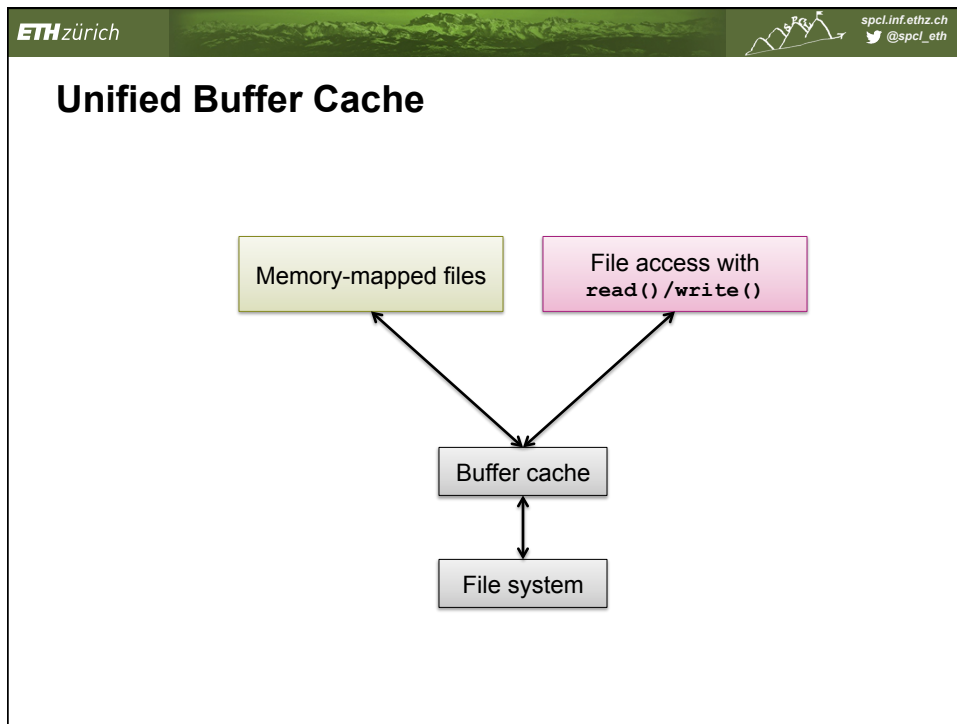 ETH zürich
spcl.inf.ethz.ch
@spcl_eth
Unified Buffer Cache
Memory-mapped files
File access with
read()/write()
Buffer cache
File system